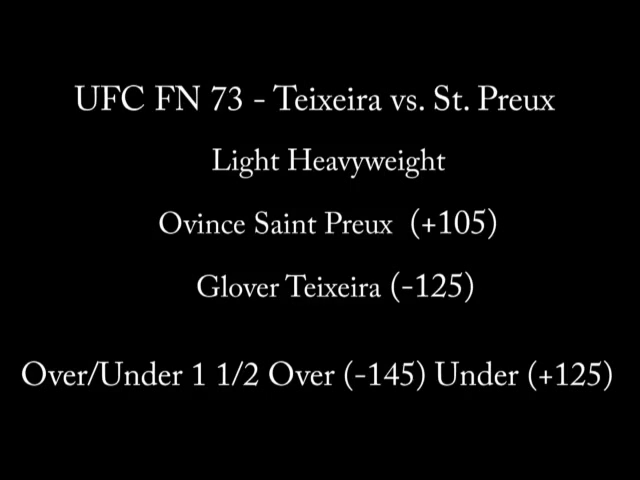 UFC FN 73 - Teixeira vs. St. Preux
Light Heavyweight
Ovince Saint Preux (+105)
Glover Teixeira (-125)
Over/Under 1 1/2 Over (-145) Under (+125)